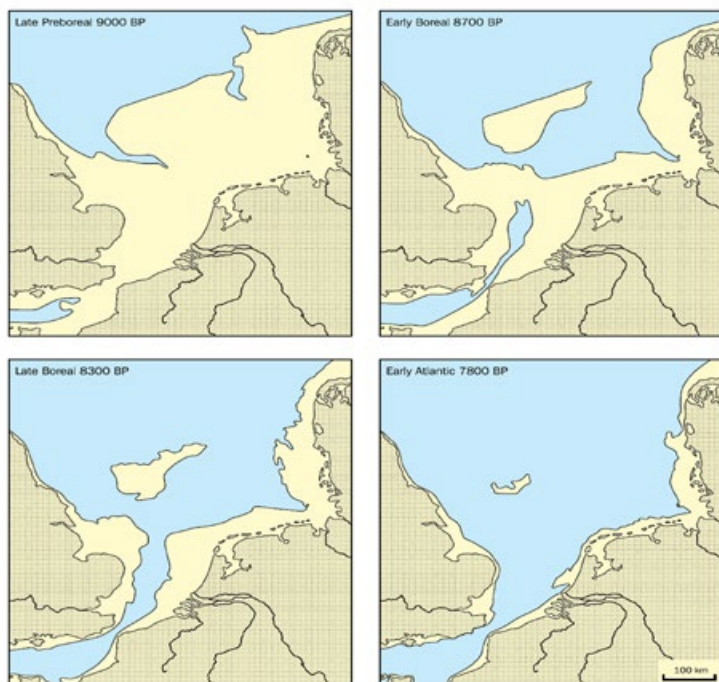 Late Preboreal 9000 BP
Early Boreal 8700 BP
Late Boreal 8300 BP
Early Atlantic 7800 BP
100 km